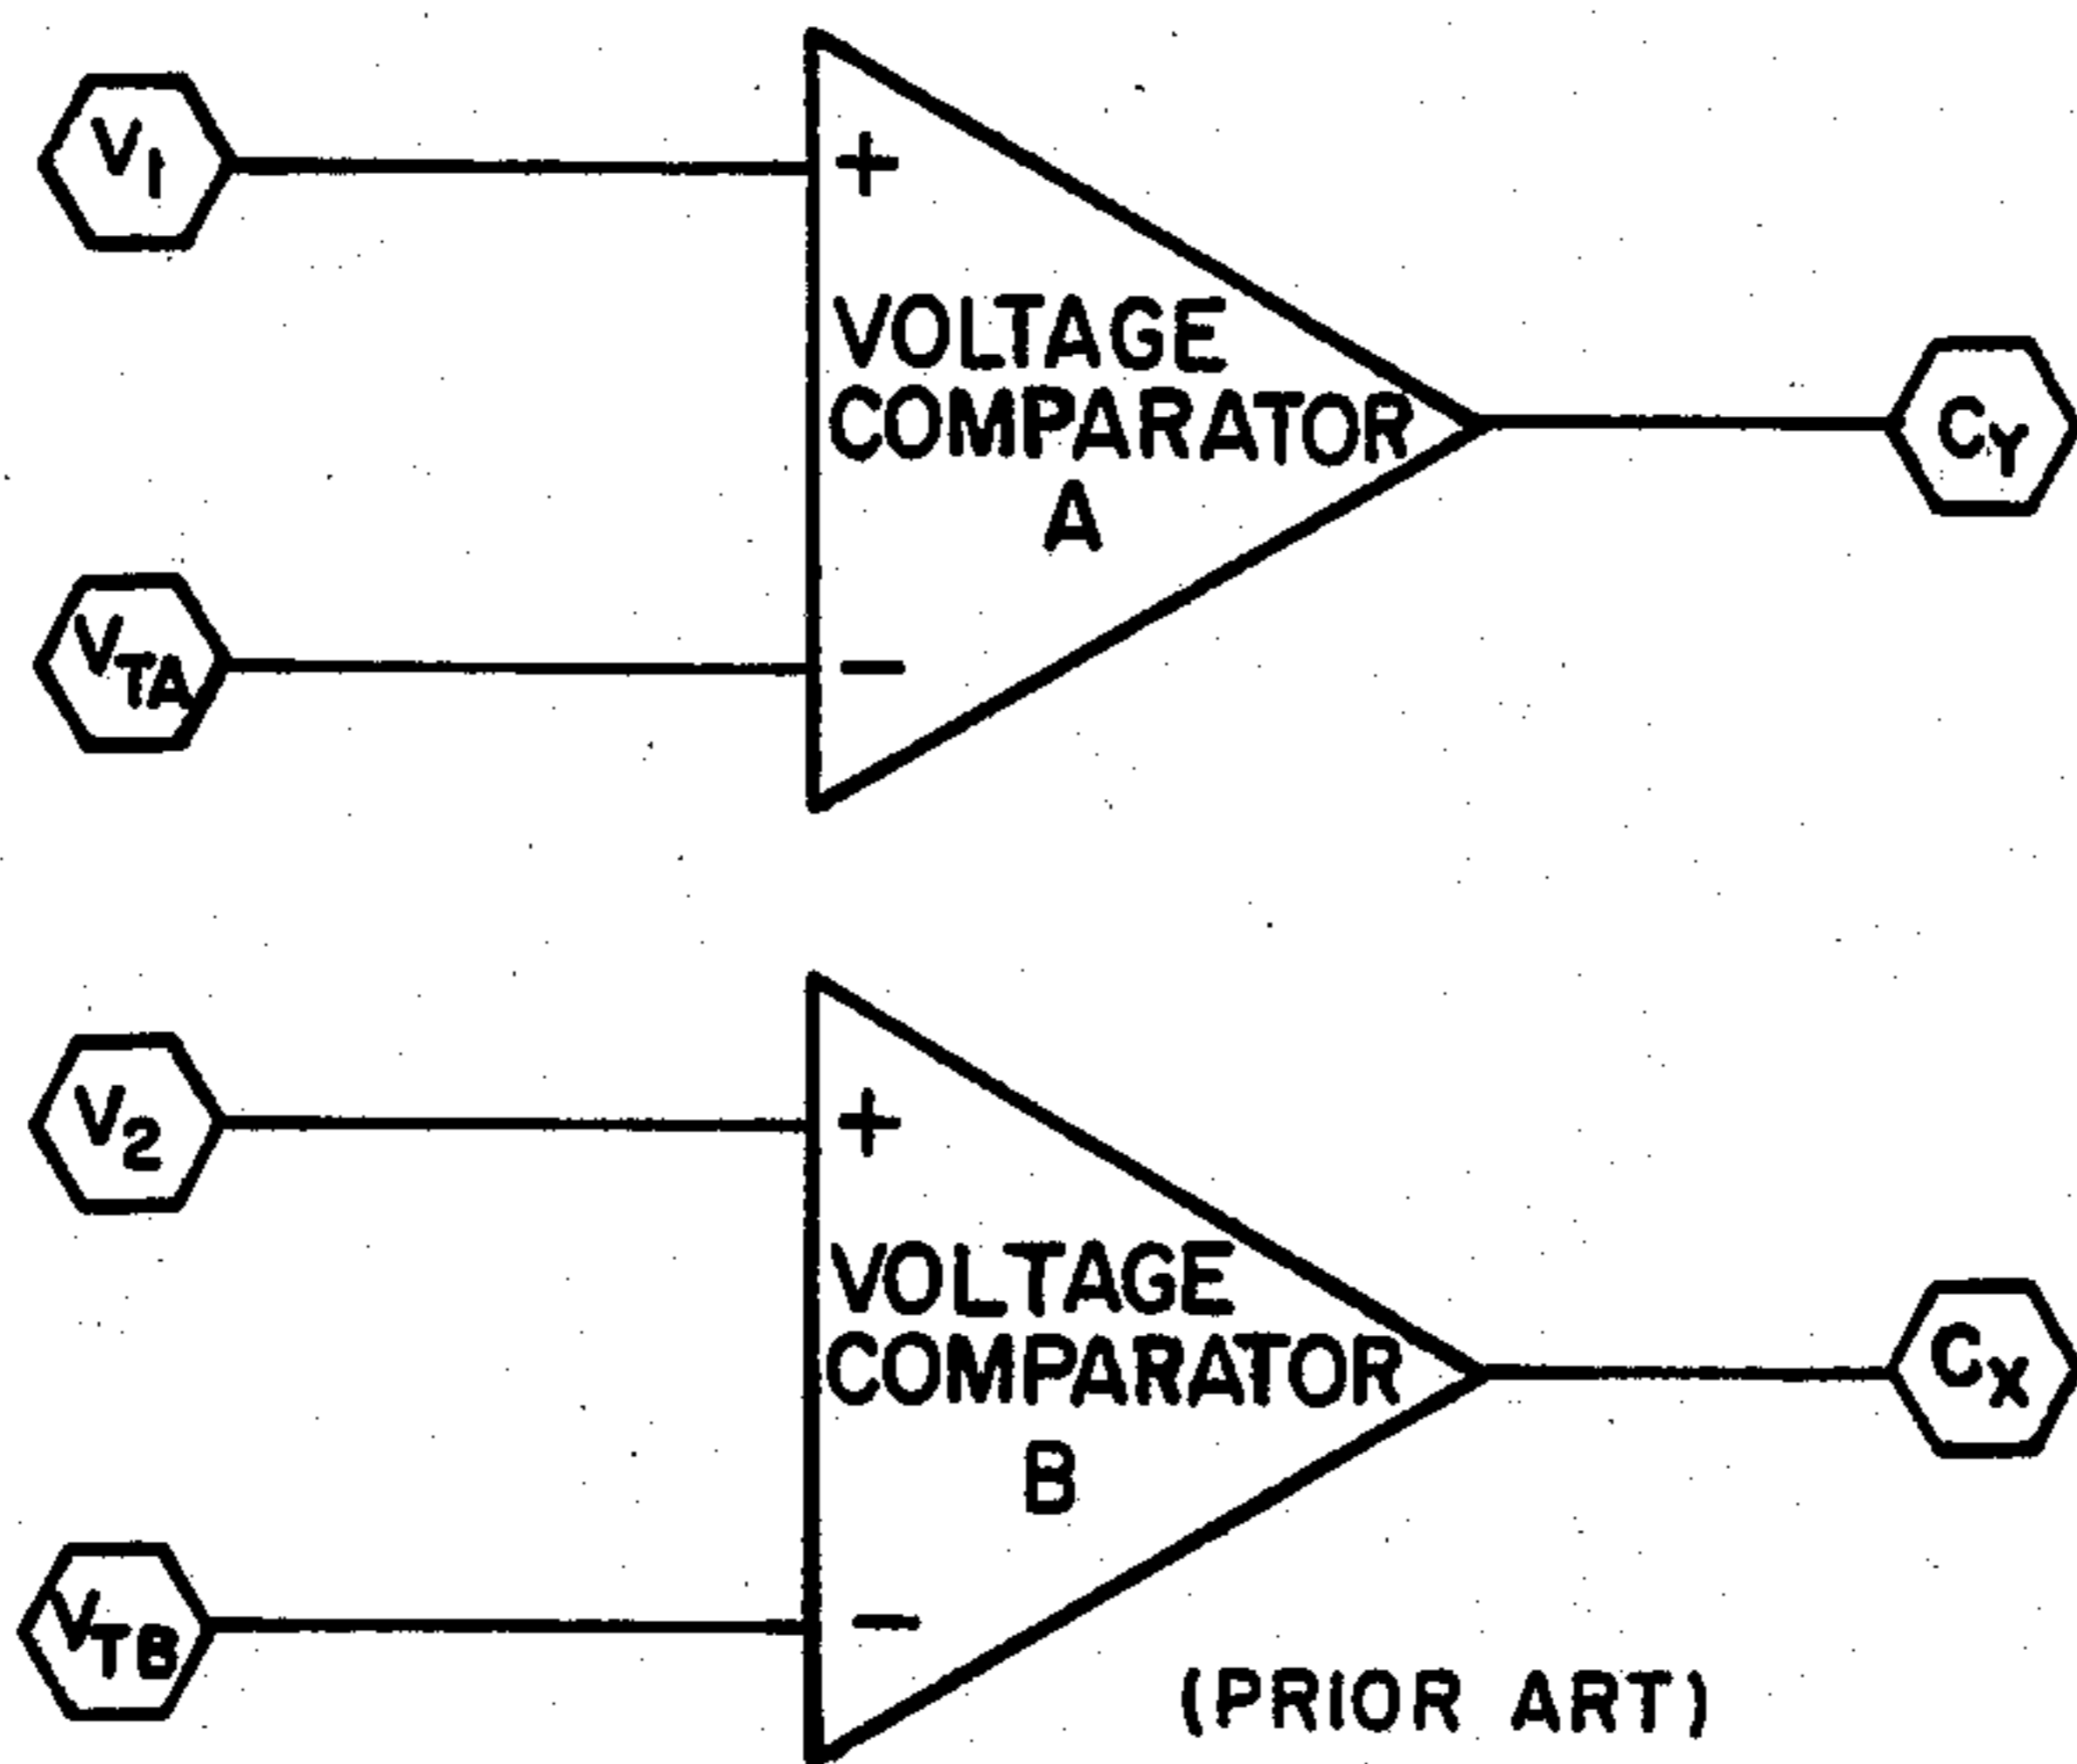 V1
+
VOLTAGE
COMPARATOR
A
CY
VTA
−
V2
+
VOLTAGE
COMPARATOR
B
CX
VTB
−
(PRIOR ART)